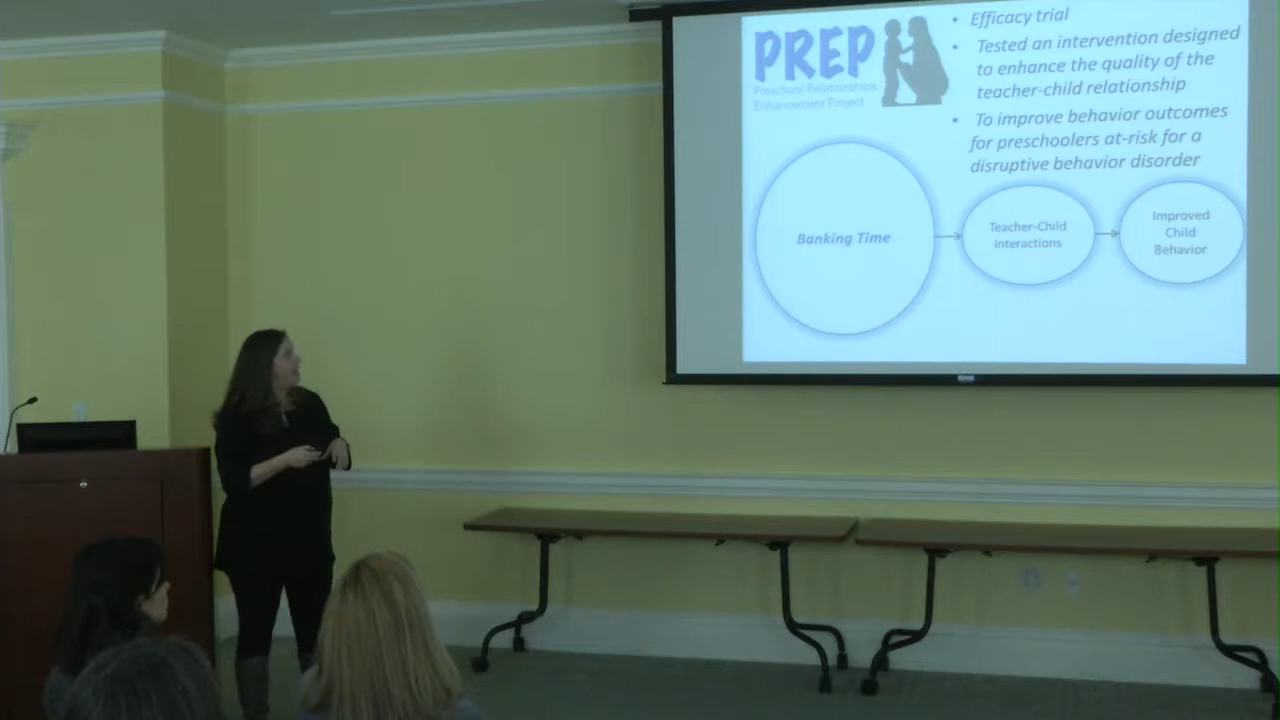 PREP
Preschool Relationships
Enhancement Project
• Efficacy trial
• Tested an intervention designed
to enhance the quality of the
teacher-child relationship
• To improve behavior outcomes
for preschoolers at-risk for a
disruptive behavior disorder
Banking Time
Teacher-Child
Interactions
Improved
Child
Behavior